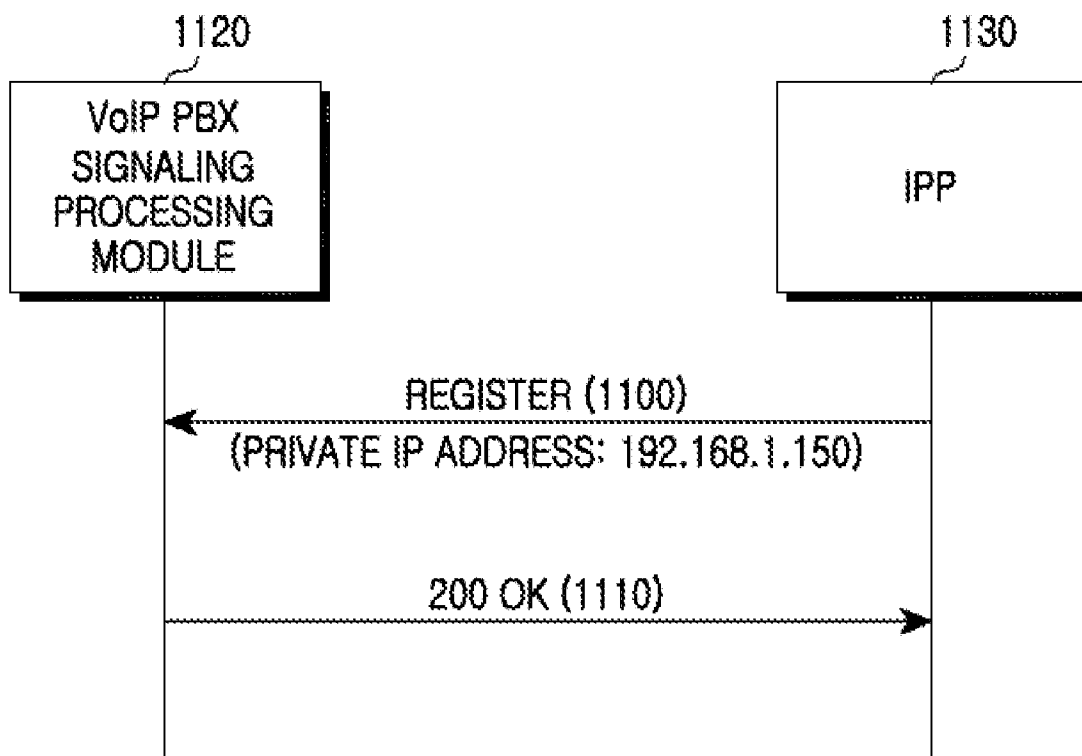 1120
1130
VoIP PBX
SIGNALING
PROCESSING
MODULE
IPP
REGISTER (1100)
(PRIVATE IP ADDRESS: 192.168.1.150)
200 OK (1110)